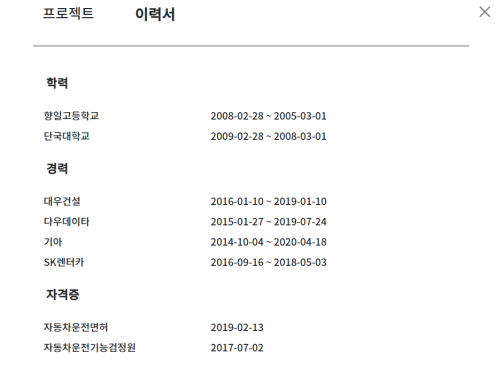 프로젝트 이력서
학력
향일고등학교 2008-02-28 ~ 2005-03-01
단국대학교 2009-02-28 ~ 2008-03-01
경력
대우건설 2016-01-10 ~ 2019-01-10
다우데이타 2015-01-27 ~ 2019-07-24
기아 2014-10-04 ~ 2020-04-18
SK렌터카 2016-09-16 ~ 2018-05-03
자격증
자동차운전면허 2019-02-13
자동차운전기능검정원 2017-07-02